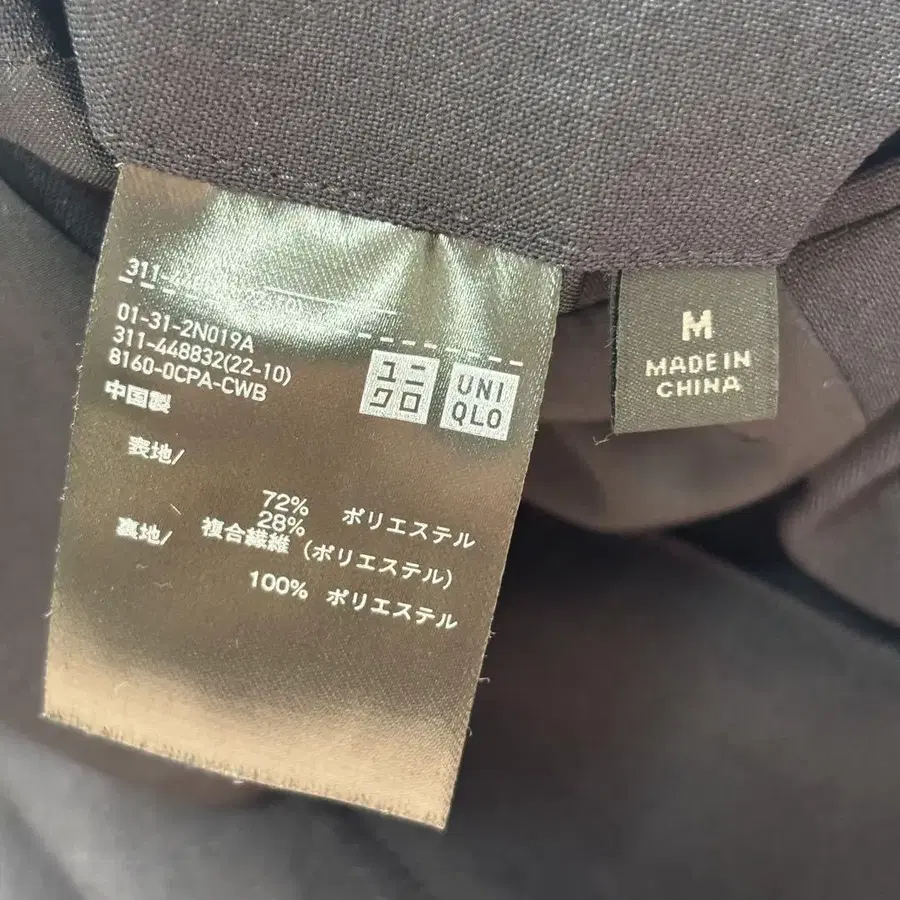 311-4
01-31-2N019A
311-448832(22-10)
8160-0CPA-CWB
中国製
ユニクロ
UNI
QLO
表地/
72% ポリエステル
28%
複合繊維 (ポリエステル)
裏地/
100% ポリエステル
M
MADE IN
CHINA